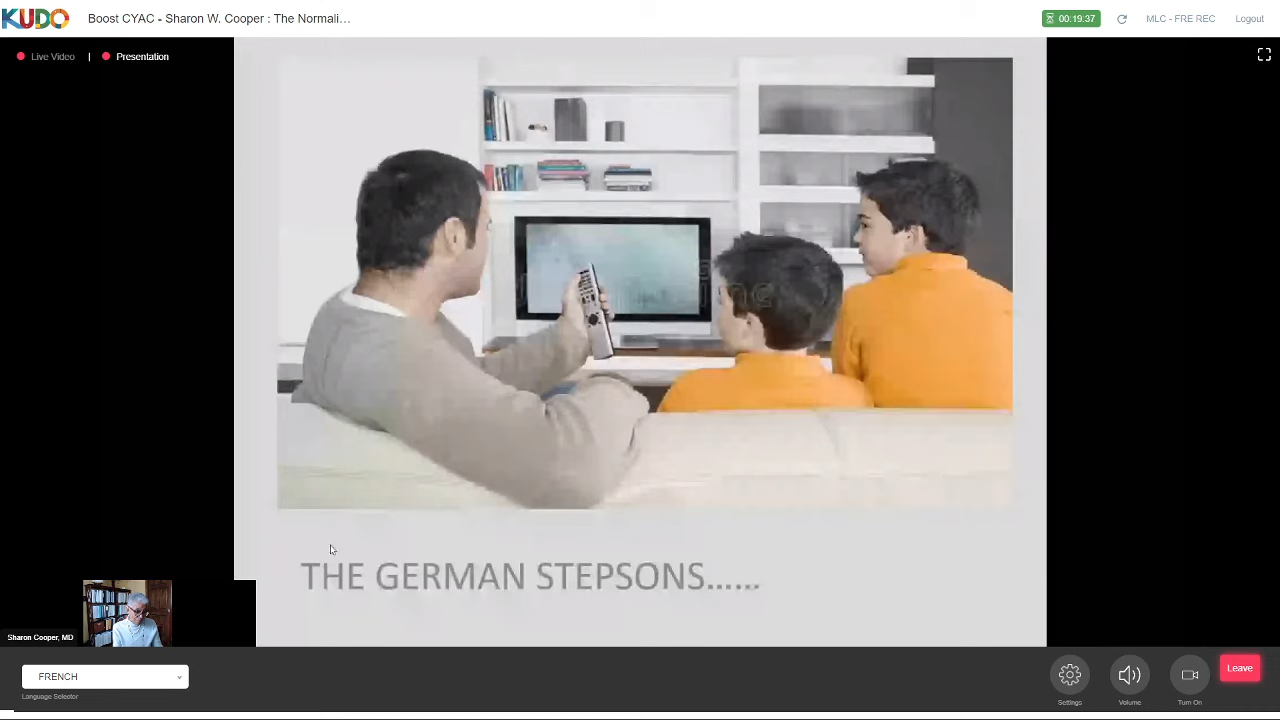 KUDO
Boost CYAC - Sharon W. Cooper : The Normali...
00:19:37
MLC - FRE REC
Logout
Live Video | Presentation
THE GERMAN STEPSONS......
Sharon Cooper, MD
FRENCH
Language Selector
Settings
Volume
Turn On
Leave